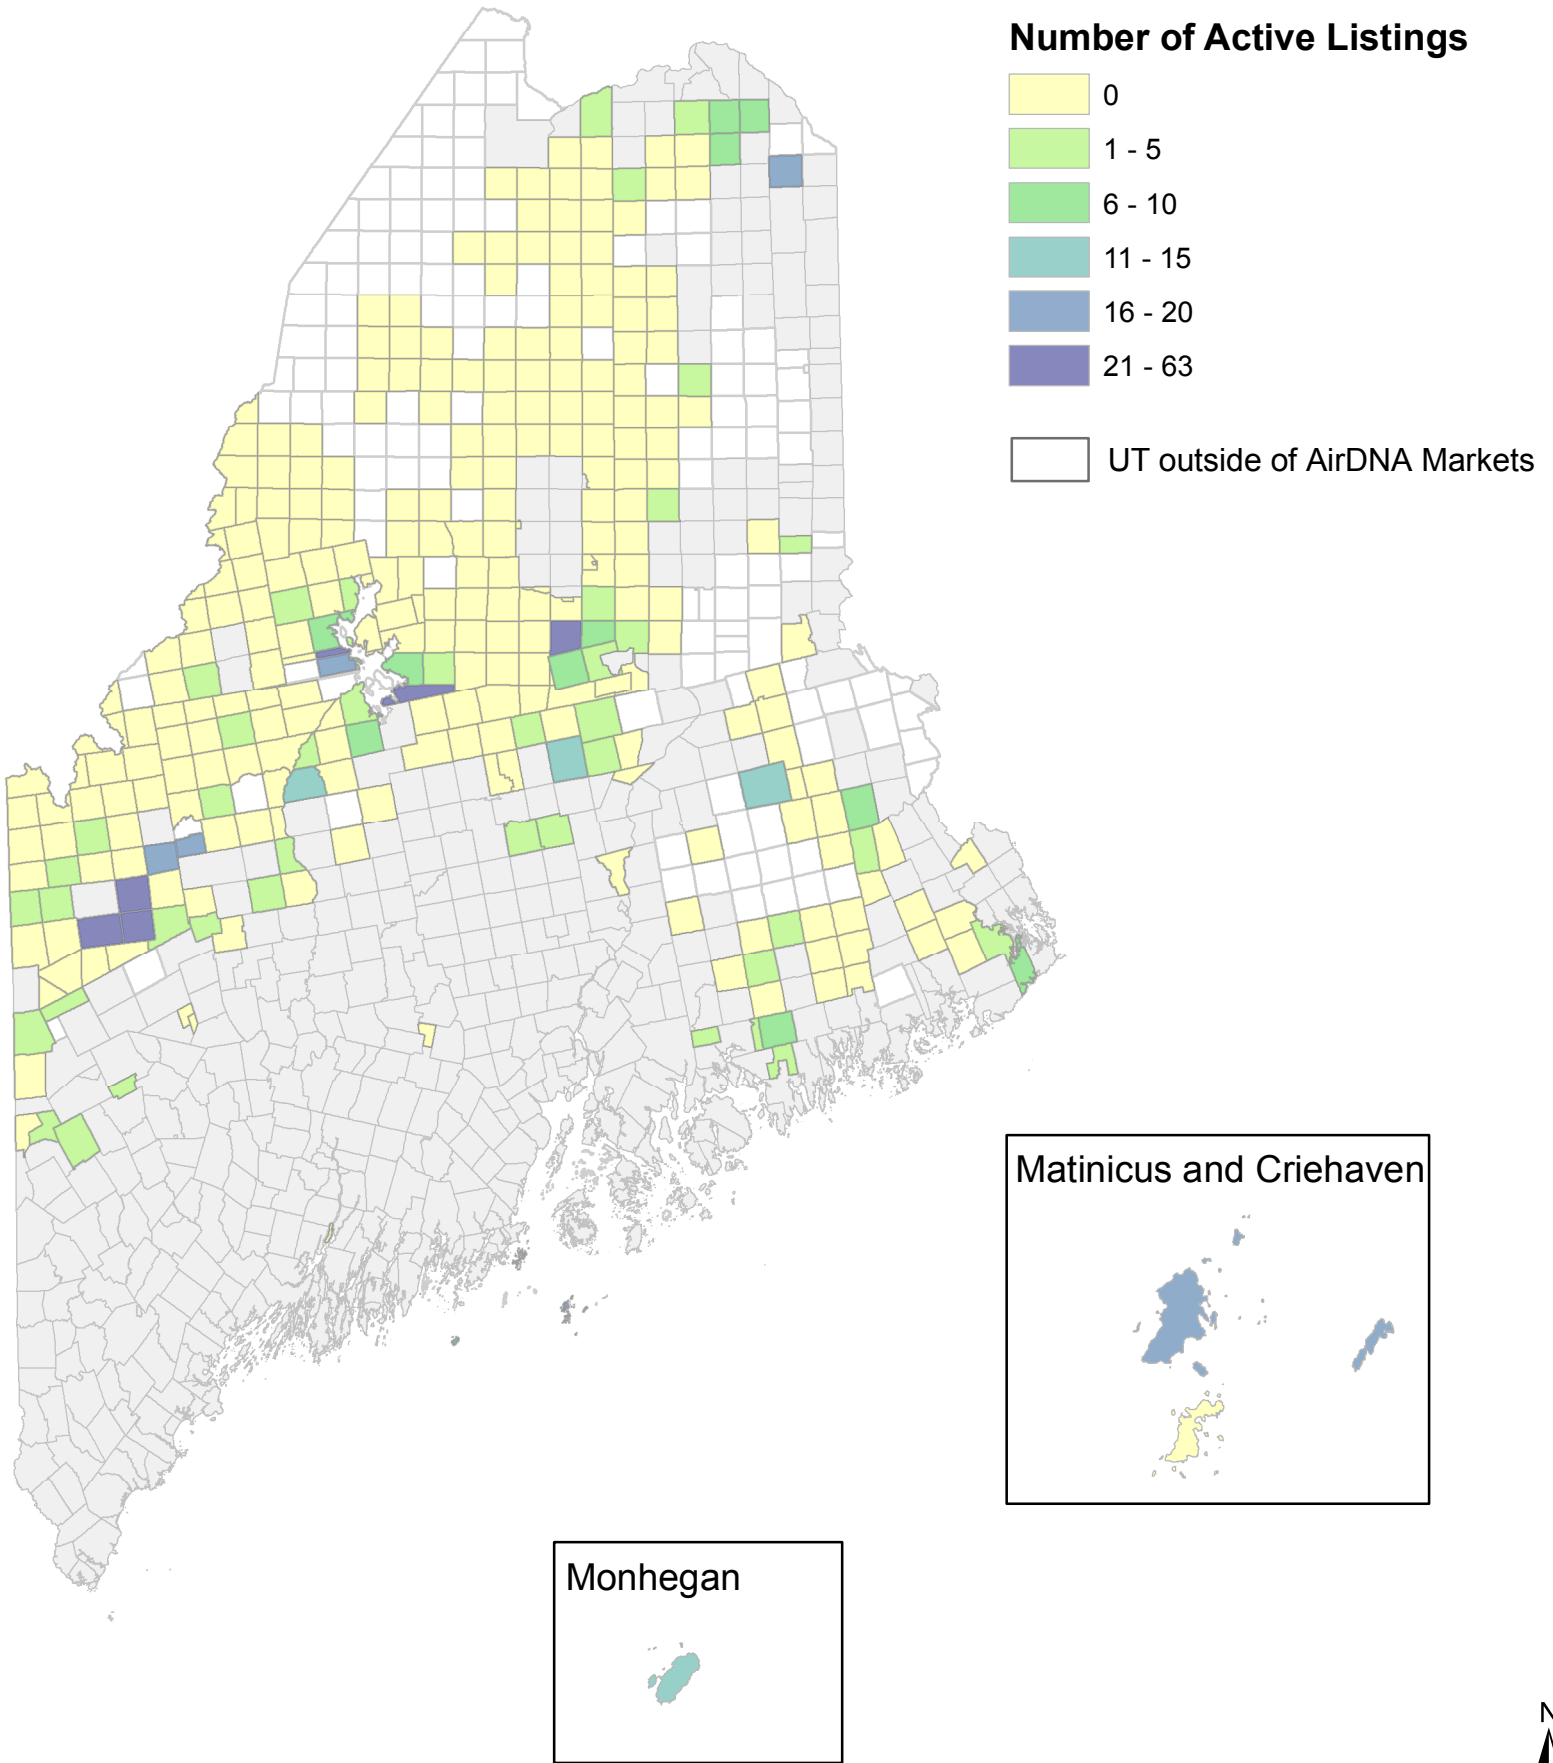 Number of Active Listings
0
1 - 5
6 - 10
11 - 15
16 - 20
21 - 63
UT outside of AirDNA Markets
Matinicus and Criehaven
Monhegan
N